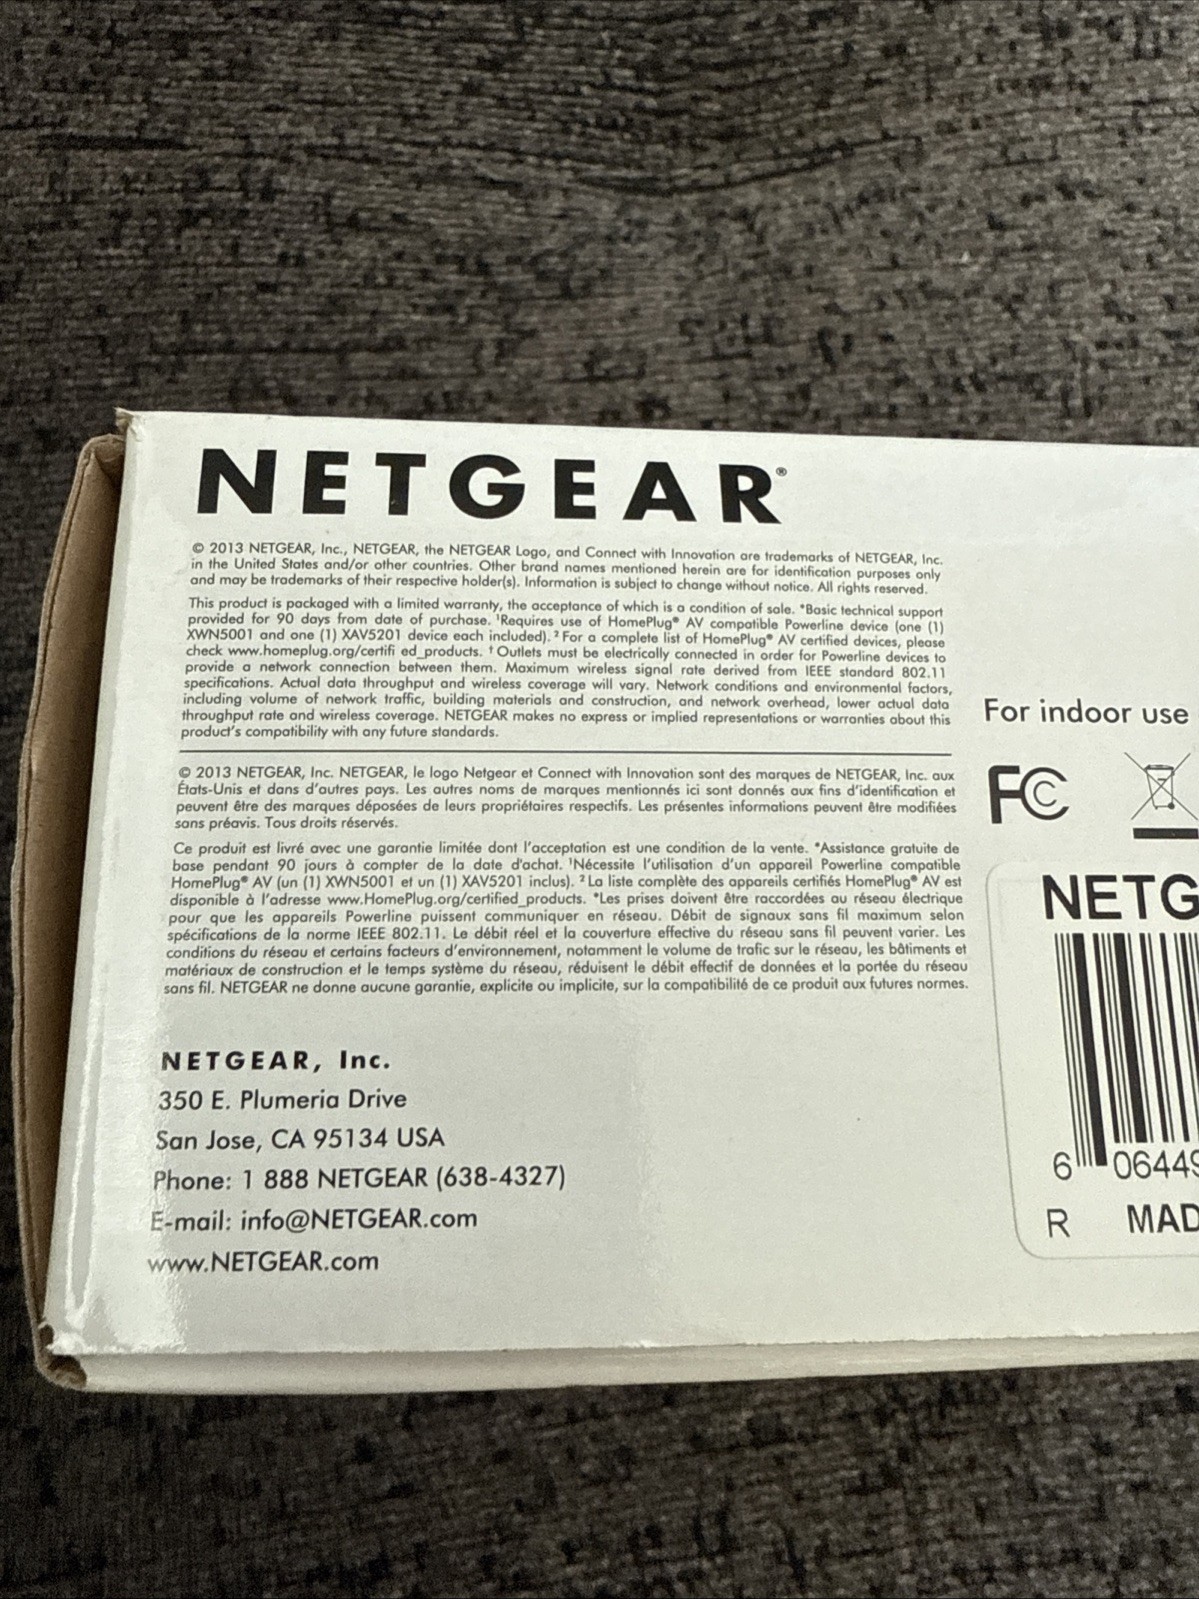 NETGEAR®
© 2013 NETGEAR, Inc., NETGEAR, the NETGEAR Logo, and Connect with Innovation are trademarks of NETGEAR, Inc.
in the United States and/or other countries. Other brand names mentioned herein are for identification purposes only
and may be trademarks of their respective holder(s). Information is subject to change without notice. All rights reserved.
This product is packaged with a limited warranty, the acceptance of which is a condition of sale. *Basic technical support
provided for 90 days from date of purchase. ¹Requires use of HomePlug® AV compatible Powerline device (one (1)
XWN5001 and one (1) XAV5201 device each included). ² For a complete list of HomePlug® AV certified devices, please
check www.homeplug.org/certifi ed_products. † Outlets must be electrically connected in order for Powerline devices to
provide a network connection between them. Maximum wireless signal rate derived from IEEE standard 802.11
specifications. Actual data throughput and wireless coverage will vary. Network conditions and environmental factors,
including volume of network traffic, building materials and construction, and network overhead, lower actual data
throughput rate and wireless coverage. NETGEAR makes no express or implied representations or warranties about this
product's compatibility with any future standards.
© 2013 NETGEAR, Inc. NETGEAR, le logo Netgear et Connect with Innovation sont des marques de NETGEAR, Inc. aux
États-Unis et dans d'autres pays. Les autres noms de marques mentionnés ici sont donnés aux fins d'identification et
peuvent être des marques déposées de leurs propriétaires respectifs. Les présentes informations peuvent être modifiées
sans préavis. Tous droits réservés.
Ce produit est livré avec une garantie limitée dont l'acceptation est une condition de la vente. *Assistance gratuite de
base pendant 90 jours à compter de la date d'achat. ¹Nécessite l'utilisation d'un appareil Powerline compatible
HomePlug® AV (un (1) XWN5001 et un (1) XAV5201 inclus). ² La liste complète des appareils certifiés HomePlug® AV est
disponible à l'adresse www.HomePlug.org/certified_products. *Les prises doivent être raccordées au réseau électrique
pour que les appareils Powerline puissent communiquer en réseau. Débit de signaux sans fil maximum selon
spécifications de la norme IEEE 802.11. Le débit réel et la couverture effective du réseau sans fil peuvent varier. Les
conditions du réseau et certains facteurs d'environnement, notamment le volume de trafic sur le réseau, les bâtiments et
matériaux de construction et le temps système du réseau, réduisent le débit effectif de données et la portée du réseau
sans fil. NETGEAR ne donne aucune garantie, explicite ou implicite, sur la compatibilité de ce produit aux futures normes.
NETGEAR, Inc.
350 E. Plumeria Drive
San Jose, CA 95134 USA
Phone: 1 888 NETGEAR (638-4327)
E-mail: info@NETGEAR.com
www.NETGEAR.com
For indoor use
FC
NETG
6 06449
R MAD